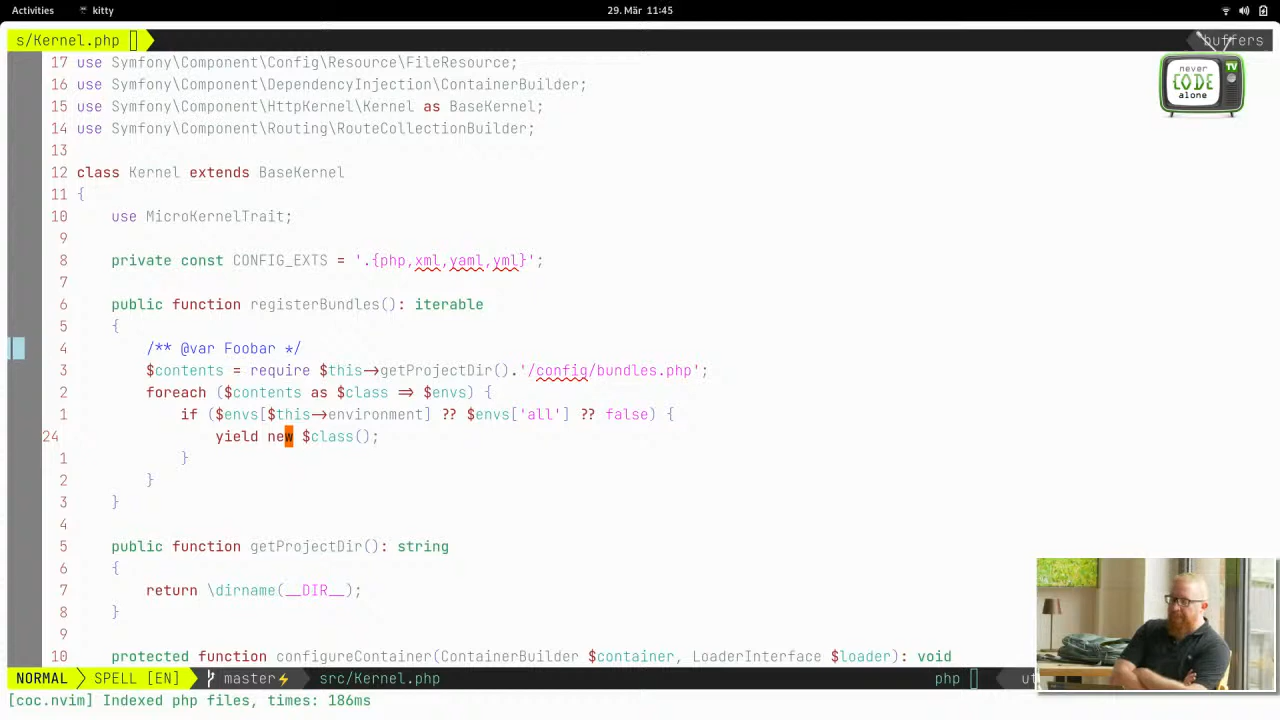 Activities kitty 29. Mär 11:45
s/Kernel.php buffers
never
CODE
alone
TV
17 use Symfony\Component\Config\Resource\FileResource;
16 use Symfony\Component\DependencyInjection\ContainerBuilder;
15 use Symfony\Component\HttpKernel\Kernel as BaseKernel;
14 use Symfony\Component\Routing\RouteCollectionBuilder;
13
12 class Kernel extends BaseKernel
11 {
10 use MicroKernelTrait;
9
8 private const CONFIG_EXTS = '.{php,xml,yaml,yml}';
7
6 public function registerBundles(): iterable
5 {
4 /** @var Foobar */
3 $contents = require $this->getProjectDir().'/config/bundles.php';
2 foreach ($contents as $class => $envs) {
1 if ($envs[$this->environment] ?? $envs['all'] ?? false) {
24 yield new $class();
1 }
2 }
3 }
4
5 public function getProjectDir(): string
6 {
7 return \dirname(__DIR__);
8 }
9
10 protected function configureContainer(ContainerBuilder $container, LoaderInterface $loader): void
NORMAL SPELL [EN] master⚡ src/Kernel.php php ut
[coc.nvim] Indexed php files, times: 186ms